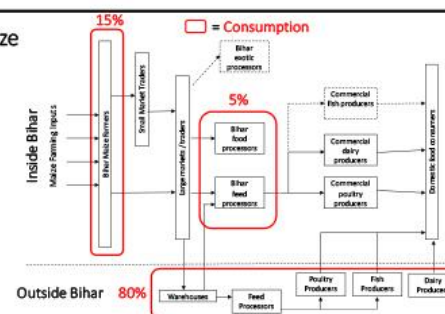 ize
15%
= Consumption
Inside Bihar
Maize Farming Inputs
Bihar Maize Farmers
Small Market Traders
Large markets / traders
Bihar
exotic
processors
5%
Bihar
food
processors
Bihar
feed
processors
Commercial
fish producers
Commercial
dairy
producers
Commercial
poultry
producers
Domestic food consumers
Outside Bihar
80%
Warehouses
Feed
Processors
Poultry
Producers
Fish
Producers
Dairy
Produc